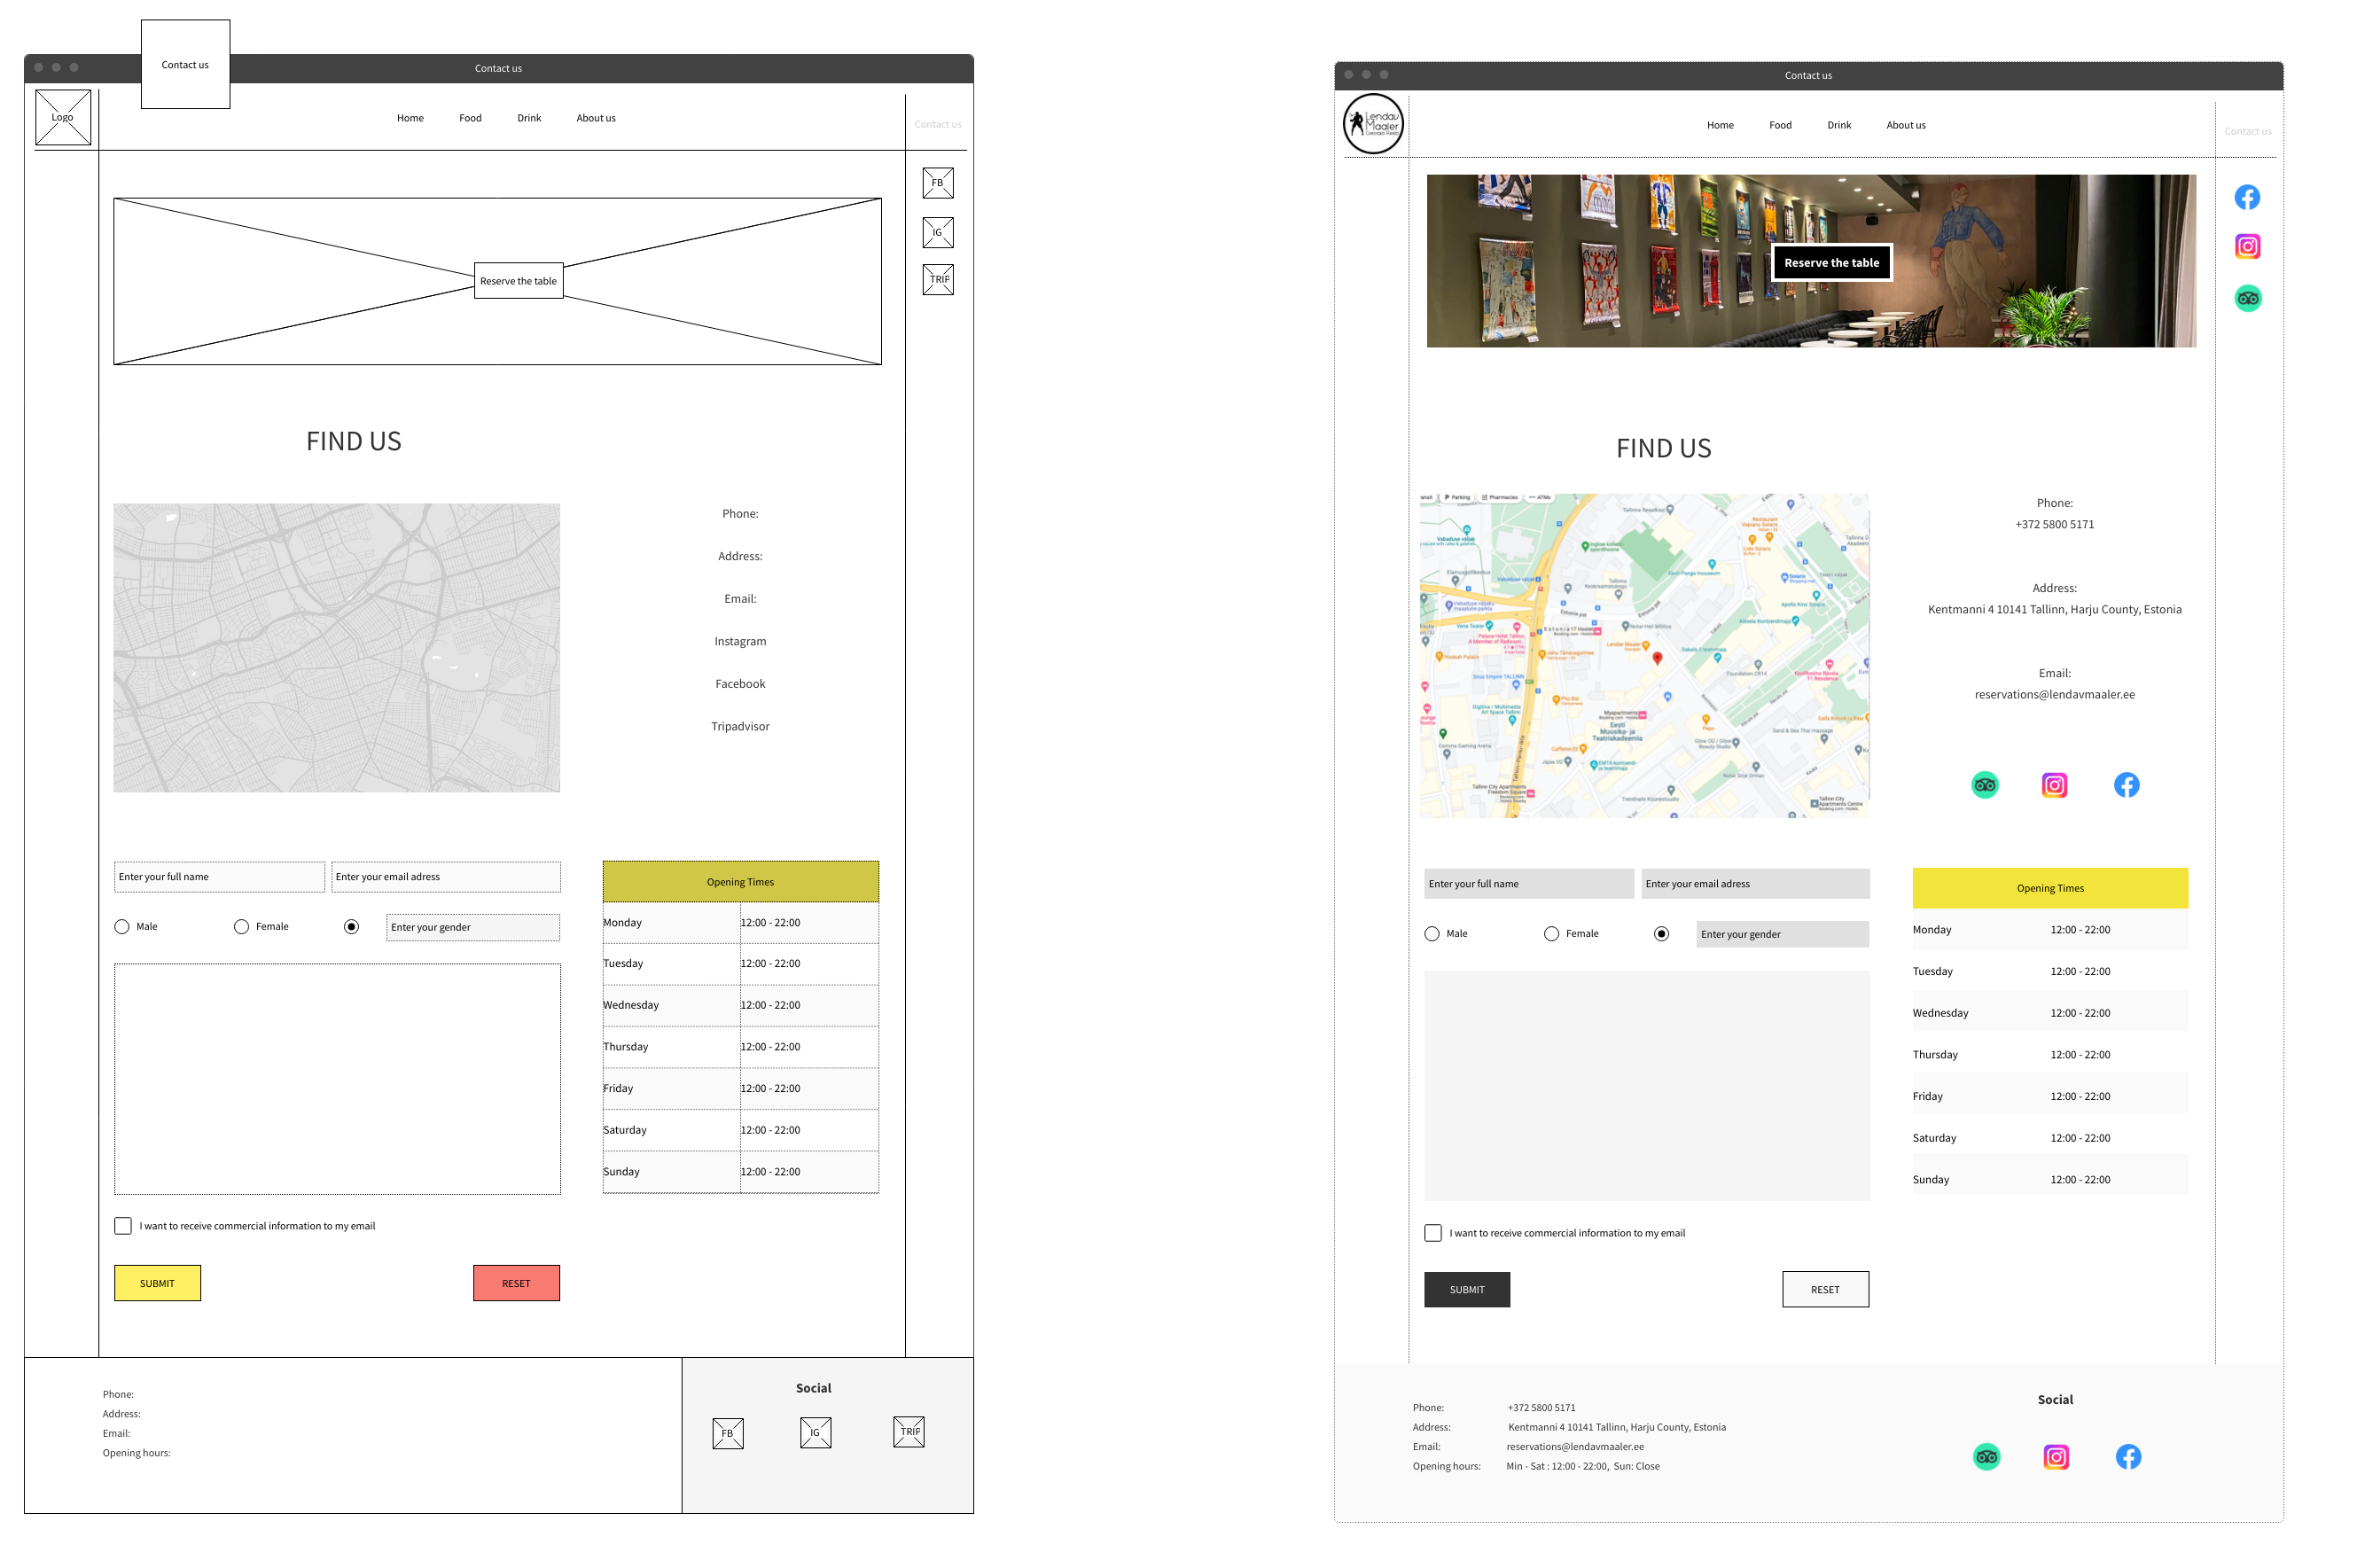 Contact us
Contact us
Logo
Home Food Drink About us
Contact us
FB
IG
TRIP
Reserve the table
FIND US
Phone:
Address:
Email:
Instagram
Facebook
Tripadvisor
Enter your full name
Enter your email adress
Male
Female
Enter your gender
Opening Times
Monday 12:00 - 22:00
Tuesday 12:00 - 22:00
Wednesday 12:00 - 22:00
Thursday 12:00 - 22:00
Friday 12:00 - 22:00
Saturday 12:00 - 22:00
Sunday 12:00 - 22:00
I want to receive commercial information to my email
SUBMIT
RESET
Phone:
Address:
Email:
Opening hours:
Social
FB
IG
TRIP
Contact us
Lendav
Maaler
Home Food Drink About us
Contact us
Reserve the table
FIND US
Parking
Pharmacies
ATMs
Phone:
+372 5800 5171
Address:
Kentmanni 4 10141 Tallinn, Harju County, Estonia
Email:
reservations@lendavmaaler.ee
Enter your full name
Enter your email adress
Male
Female
Enter your gender
Opening Times
Monday 12:00 - 22:00
Tuesday 12:00 - 22:00
Wednesday 12:00 - 22:00
Thursday 12:00 - 22:00
Friday 12:00 - 22:00
Saturday 12:00 - 22:00
Sunday 12:00 - 22:00
I want to receive commercial information to my email
SUBMIT
RESET
Phone: +372 5800 5171
Address: Kentmanni 4 10141 Tallinn, Harju County, Estonia
Email: reservations@lendavmaaler.ee
Opening hours: Min - Sat : 12:00 - 22:00, Sun: Close
Social